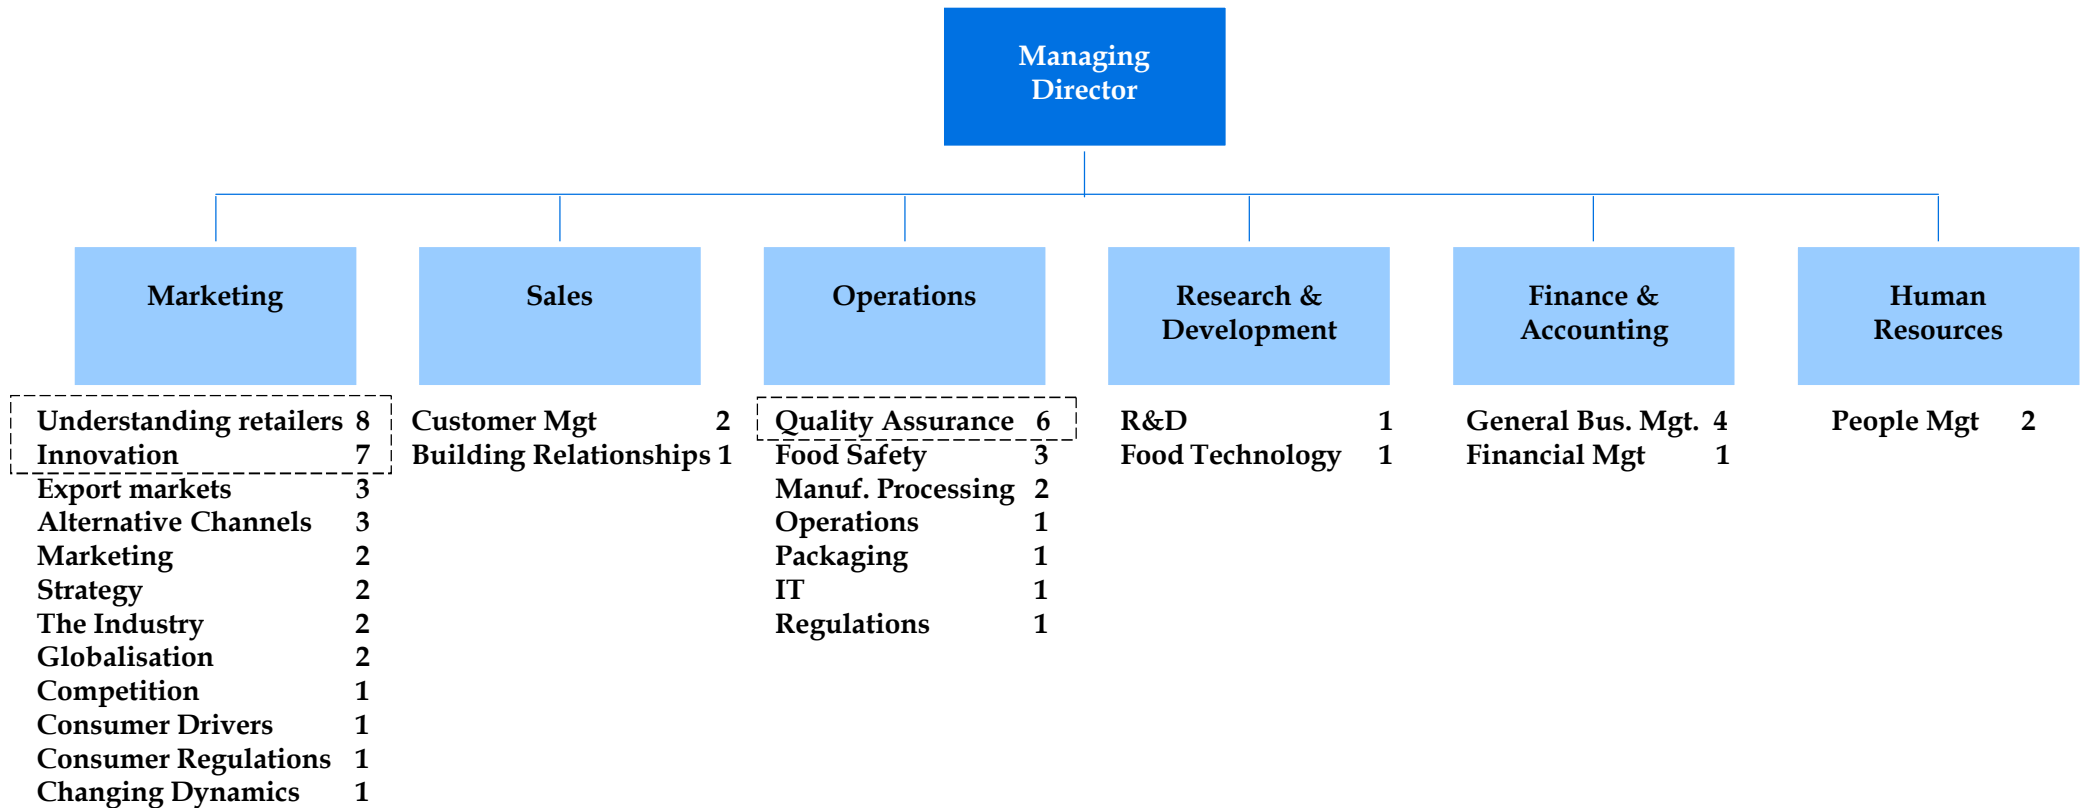 Managing
Director
Marketing
Sales
Operations
Research &
Development
Finance &
Accounting
Human
Resources
Understanding retailers 8
Innovation 7
Export markets 3
Alternative Channels 3
Marketing 2
Strategy 2
The Industry 2
Globalisation 2
Competition 1
Consumer Drivers 1
Consumer Regulations 1
Changing Dynamics 1
Customer Mgt 2
Building Relationships 1
Quality Assurance 6
Food Safety 3
Manuf. Processing 2
Operations 1
Packaging 1
IT 1
Regulations 1
R&D 1
Food Technology 1
General Bus. Mgt. 4
Financial Mgt 1
People Mgt 2